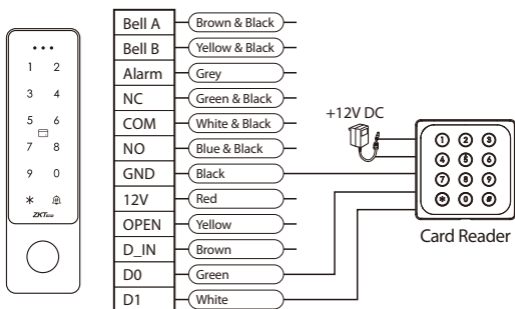 1 2
3 4
5 6
7 8
9 0
*
ZKTeco
Bell A Brown & Black
Bell B Yellow & Black
Alarm Grey
NC Green & Black
COM White & Black
NO Blue & Black
GND Black
12V Red
OPEN Yellow
D_IN Brown
D0 Green
D1 White
+12V DC
1 2 3
4 5 6
7 8 9
* 0 #
Card Reader